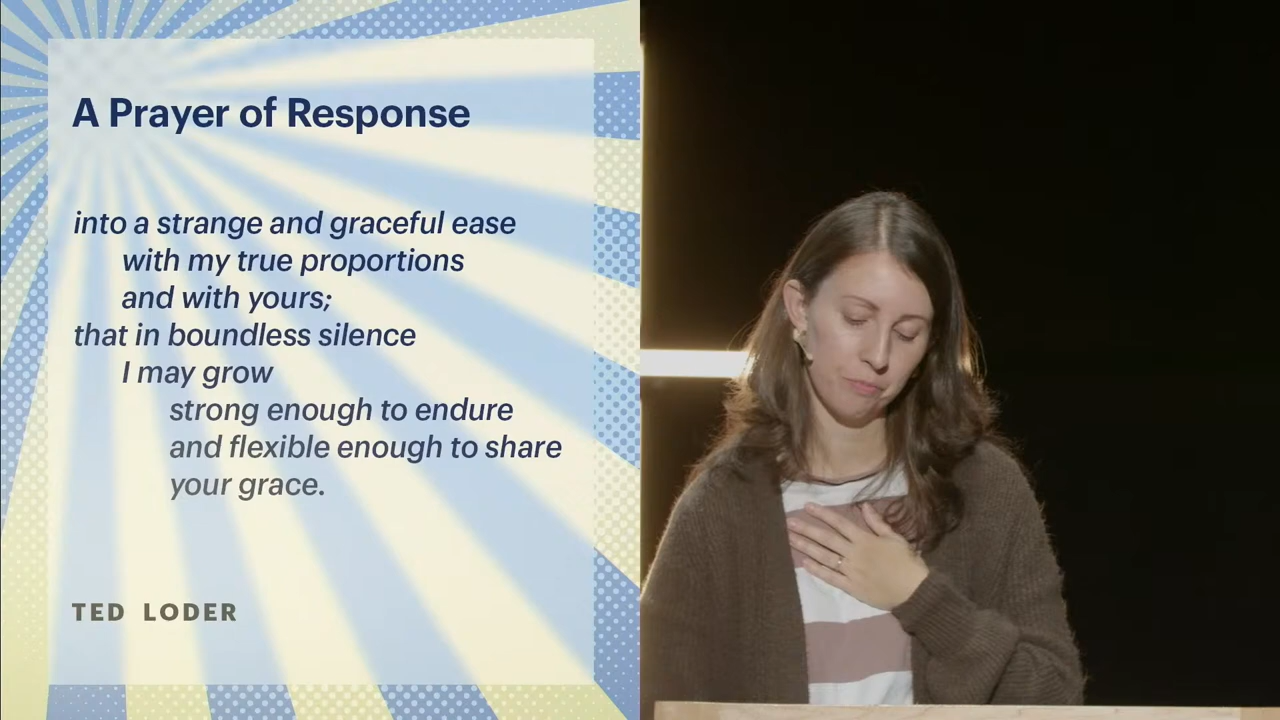 A Prayer of Response
into a strange and graceful ease
with my true proportions
and with yours;
that in boundless silence
I may grow
strong enough to endure
and flexible enough to share
your grace.
TED LODER